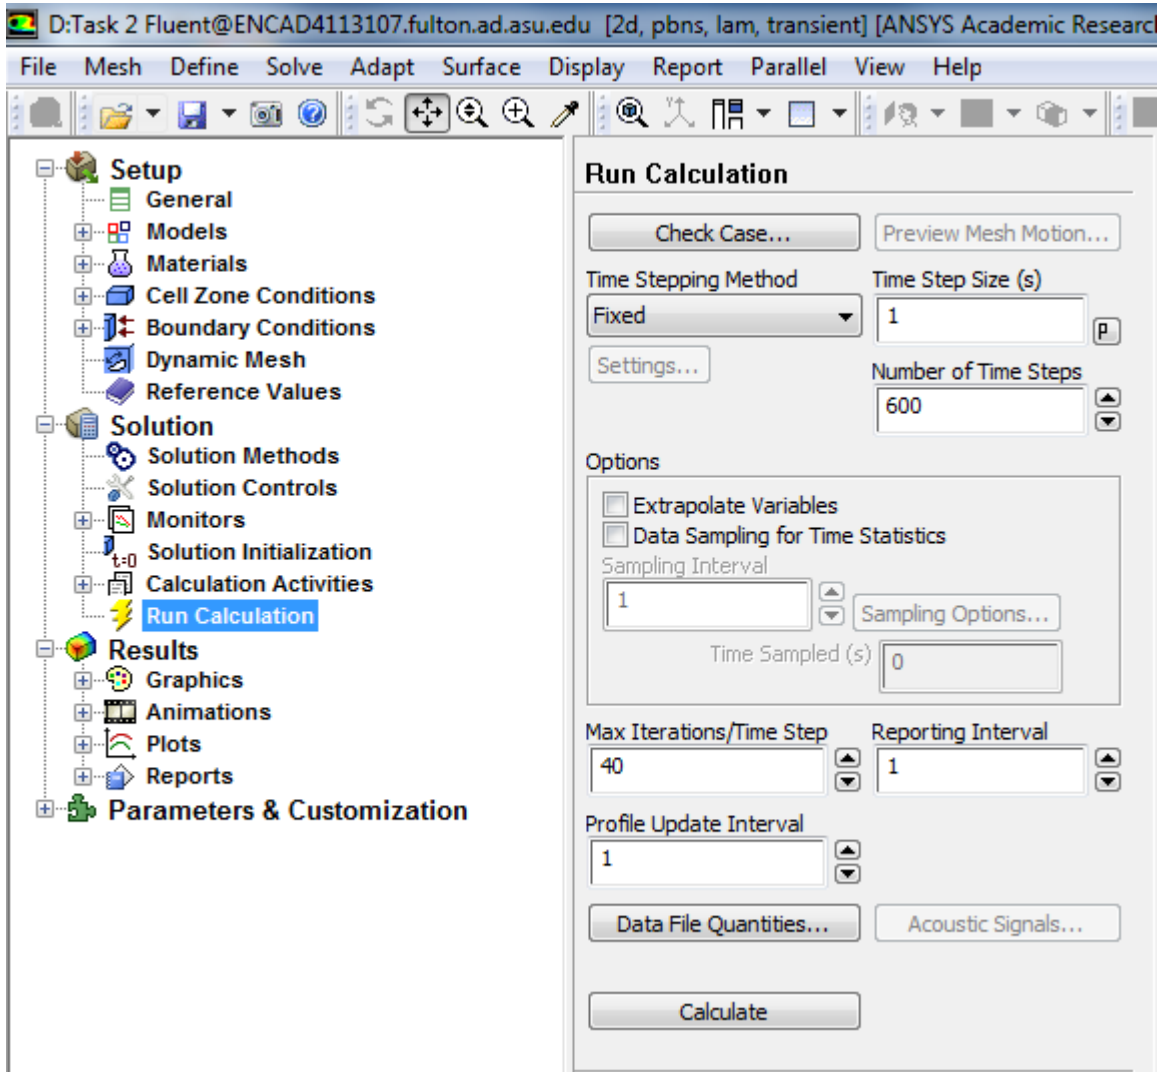 D:Task 2 Fluent@ENCAD4113107.fulton.ad.asu.edu [2d, pbns, lam, transient] [ANSYS Academic Researc
File Mesh Define Solve Adapt Surface Display Report Parallel View Help
Setup
General
Models
Materials
Cell Zone Conditions
Boundary Conditions
Dynamic Mesh
Reference Values
Solution
Solution Methods
Solution Controls
Monitors
t=0 Solution Initialization
Calculation Activities
Run Calculation
Results
Graphics
Animations
Plots
Reports
Parameters & Customization
Run Calculation
Check Case... Preview Mesh Motion...
Time Stepping Method Time Step Size (s)
Fixed 1 P
Settings... Number of Time Steps
600
Options
Extrapolate Variables
Data Sampling for Time Statistics
Sampling Interval
1 Sampling Options...
Time Sampled (s) 0
Max Iterations/Time Step Reporting Interval
40 1
Profile Update Interval
1
Data File Quantities... Acoustic Signals...
Calculate